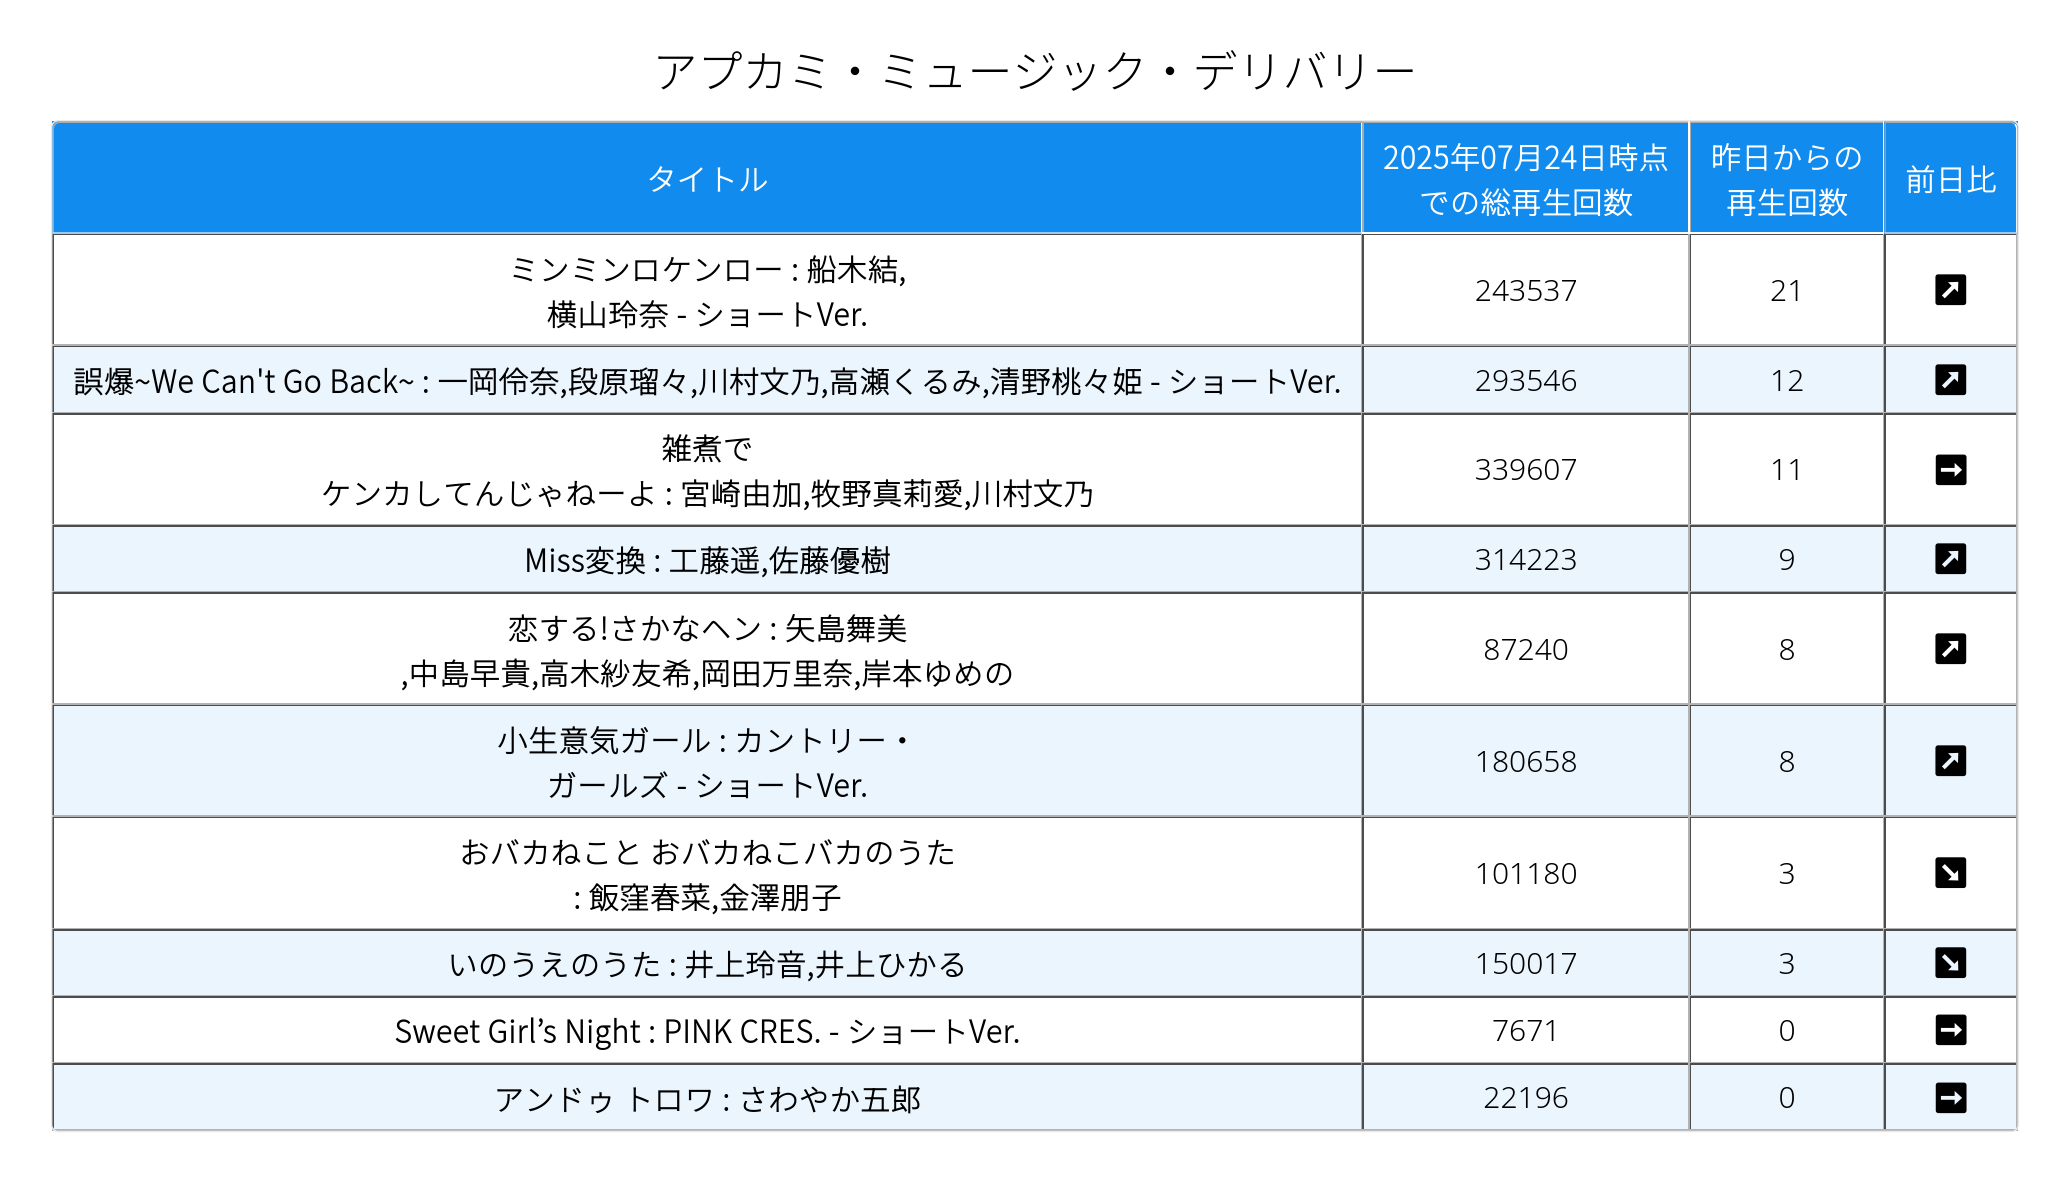 アプカミ・ミュージック・デリバリー
タイトル
2025年07月24日時点
での総再生回数
昨日からの
再生回数
前日比
ミンミンロケンロー : 船木結,
横山玲奈 - ショートVer.
243537
21
誤爆~We Can't Go Back~ : 一岡伶奈,段原瑠々,川村文乃,高瀬くるみ,清野桃々姫 - ショートVer.
293546
12
雑煮で
ケンカしてんじゃねーよ : 宮崎由加,牧野真莉愛,川村文乃
339607
11
Miss変換 : 工藤遥,佐藤優樹
314223
9
恋する!さかなヘン : 矢島舞美
,中島早貴,高木紗友希,岡田万里奈,岸本ゆめの
87240
8
小生意気ガール : カントリー・
ガールズ - ショートVer.
180658
8
おバカねこと おバカねこバカのうた
: 飯窪春菜,金澤朋子
101180
3
いのうえのうた : 井上玲音,井上ひかる
150017
3
Sweet Girl’s Night : PINK CRES. - ショートVer.
7671
0
アンドゥ トロワ : さわやか五郎
22196
0